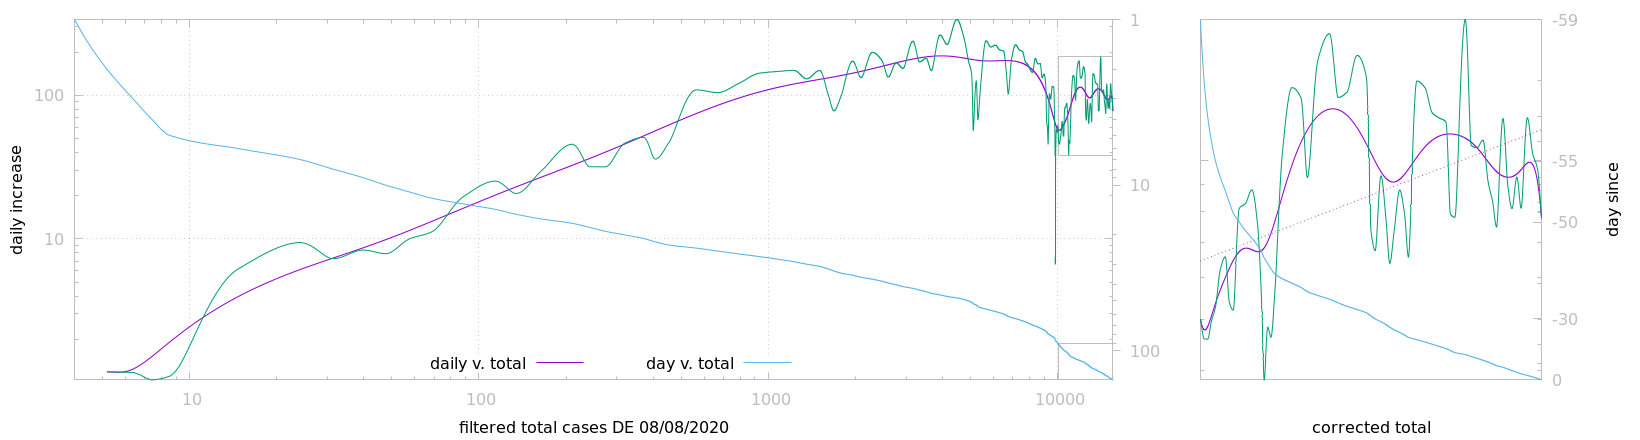 daily increase
100
10
daily v. total
day v. total
10
100
1000
10000
filtered total cases DE 08/08/2020
1
10
100
-59
-55
-50
-30
0
day since
corrected total